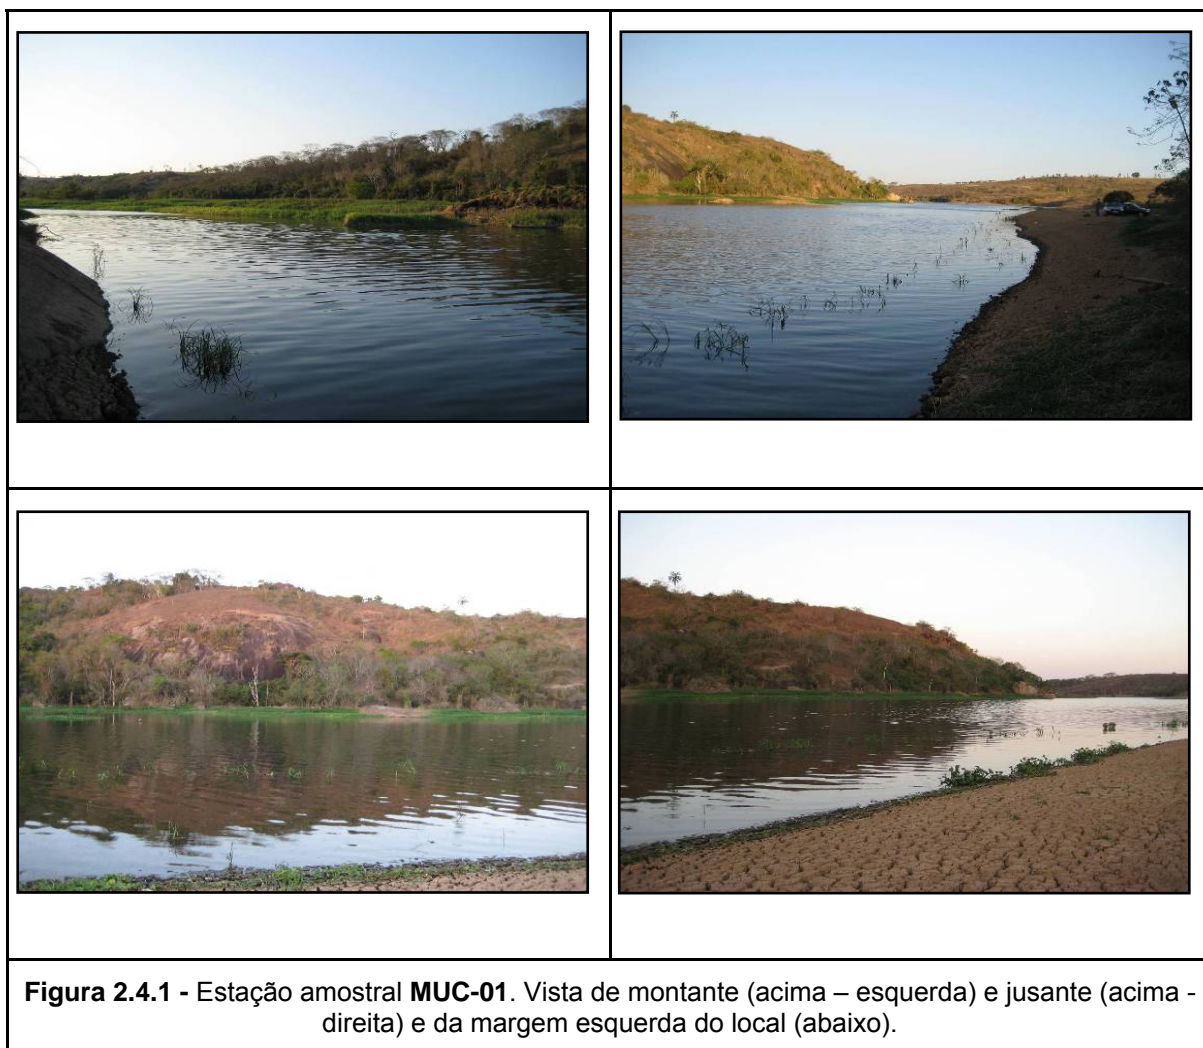 Figura 2.4.1 - Estação amostral MUC-01. Vista de montante (acima – esquerda) e jusante (acima -
direita) e da margem esquerda do local (abaixo).